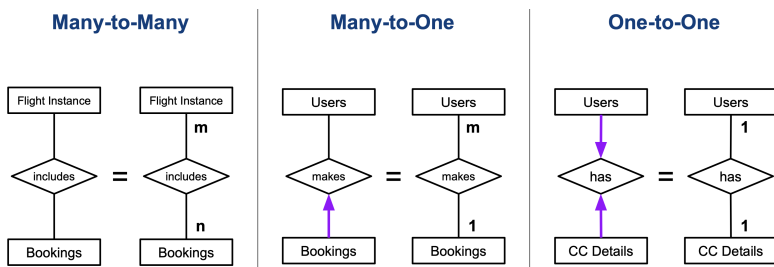 Many-to-Many
Flight Instance
includes
Bookings
=
Flight Instance
m
includes
n
Bookings
Many-to-One
Users
makes
Bookings
=
Users
m
makes
1
Bookings
One-to-One
Users
has
CC Details
=
Users
1
has
1
CC Details